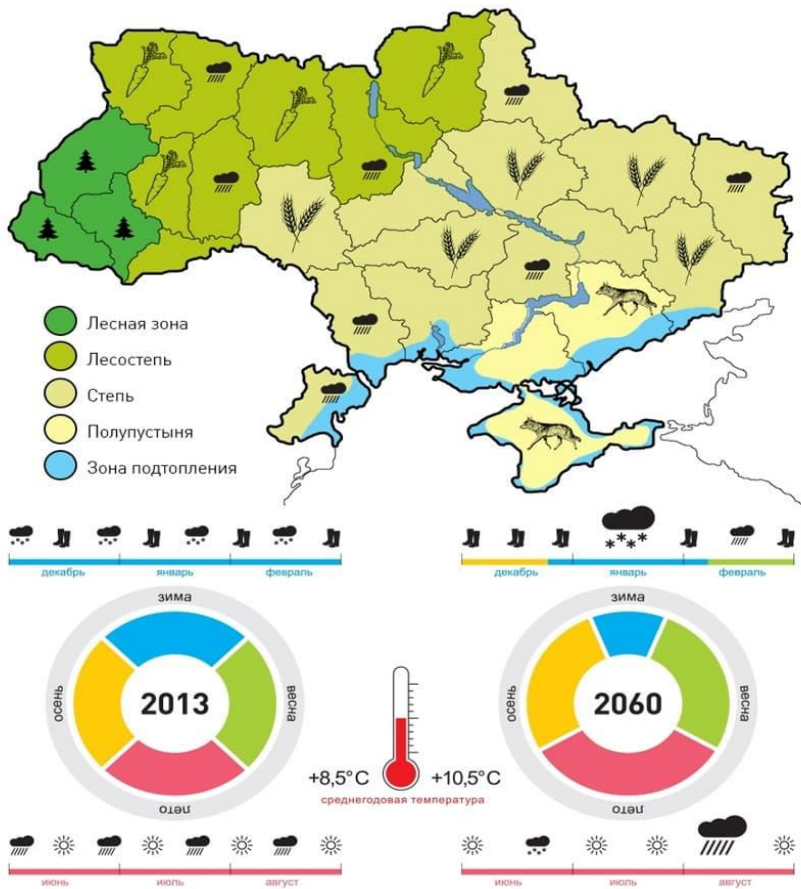 Лесная зона
Лесостепь
Степь
Полупустыня
Зона подтопления
декабрь январь февраль
декабрь январь февраль
зима
осень
2013
весна
лето
+8,5°C +10,5°C
среднегодовая температура
зима
осень
2060
весна
лето
июнь июль август
июнь июль август